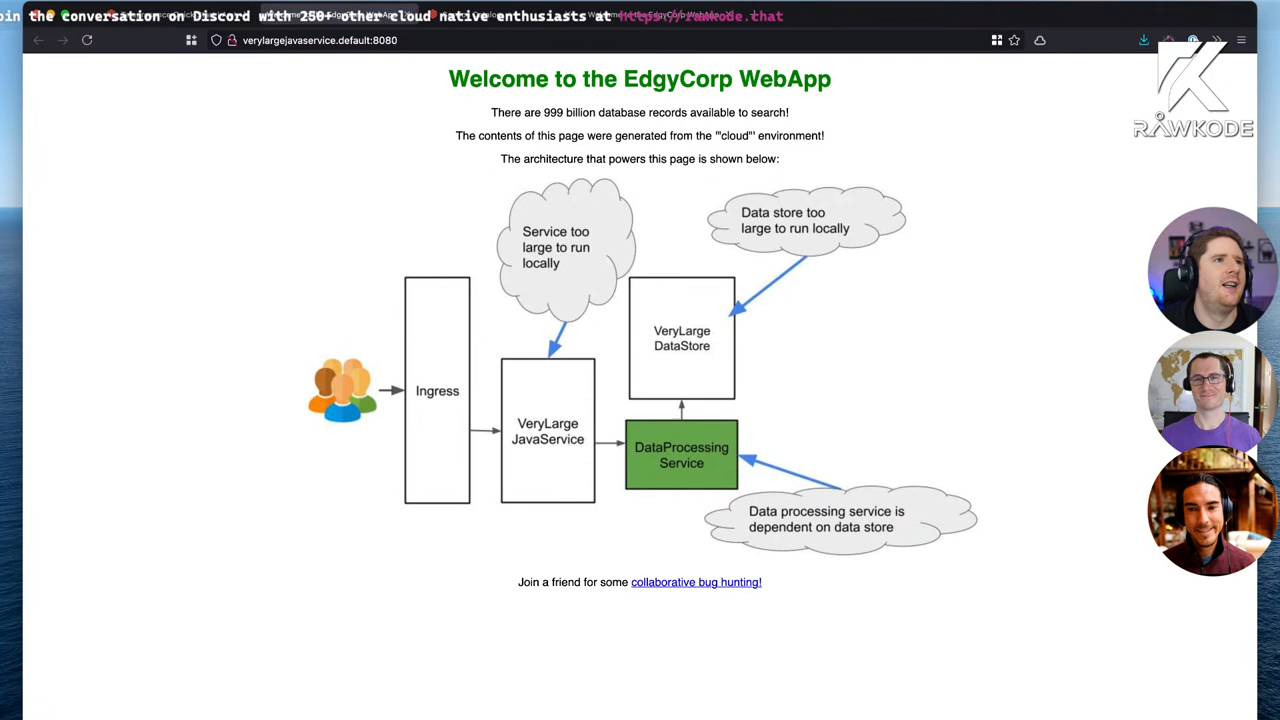 oin the Conversation on Discord with 250+ other cloud native enthusiasts at https://rawkode.chat
verylargejavaservice.default:8080
RAWKODE
Welcome to the EdgyCorp WebApp
There are 999 billion database records available to search!
The contents of this page were generated from the '"cloud"' environment!
The architecture that powers this page is shown below:
Service too
large to run
locally
Data store too
large to run locally
VeryLarge
DataStore
Ingress
VeryLarge
JavaService
DataProcessing
Service
Data processing service is
dependent on data store
Join a friend for some collaborative bug hunting!